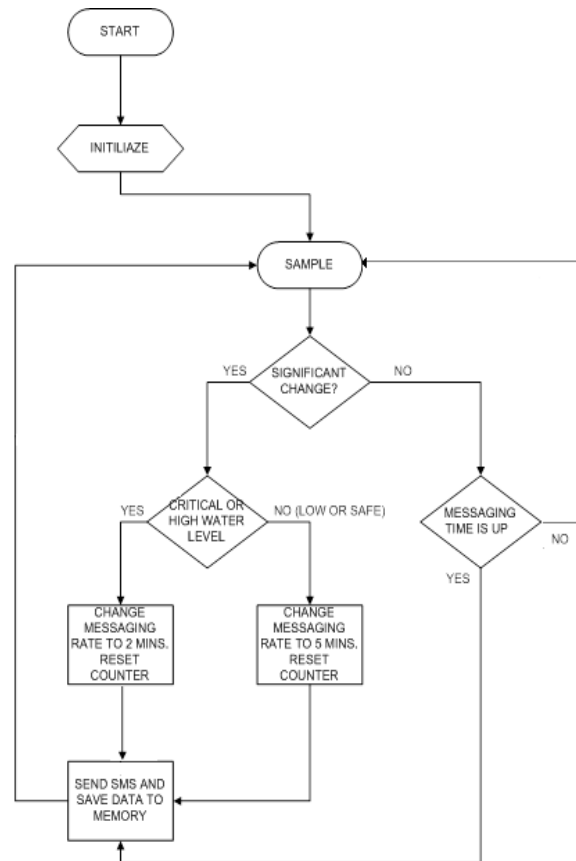 START
INITILIAZE
SAMPLE
SIGNIFICANT
CHANGE?
YES
NO
CRITICAL OR
HIGH WATER
LEVEL
YES
NO (LOW OR SAFE)
MESSAGING
TIME IS UP
NO
YES
CHANGE
MESSAGING
RATE TO 2 MINS.
RESET
COUNTER
CHANGE
MESSAGING
RATE TO 5 MINS.
RESET
COUNTER
SEND SMS AND
SAVE DATA TO
MEMORY